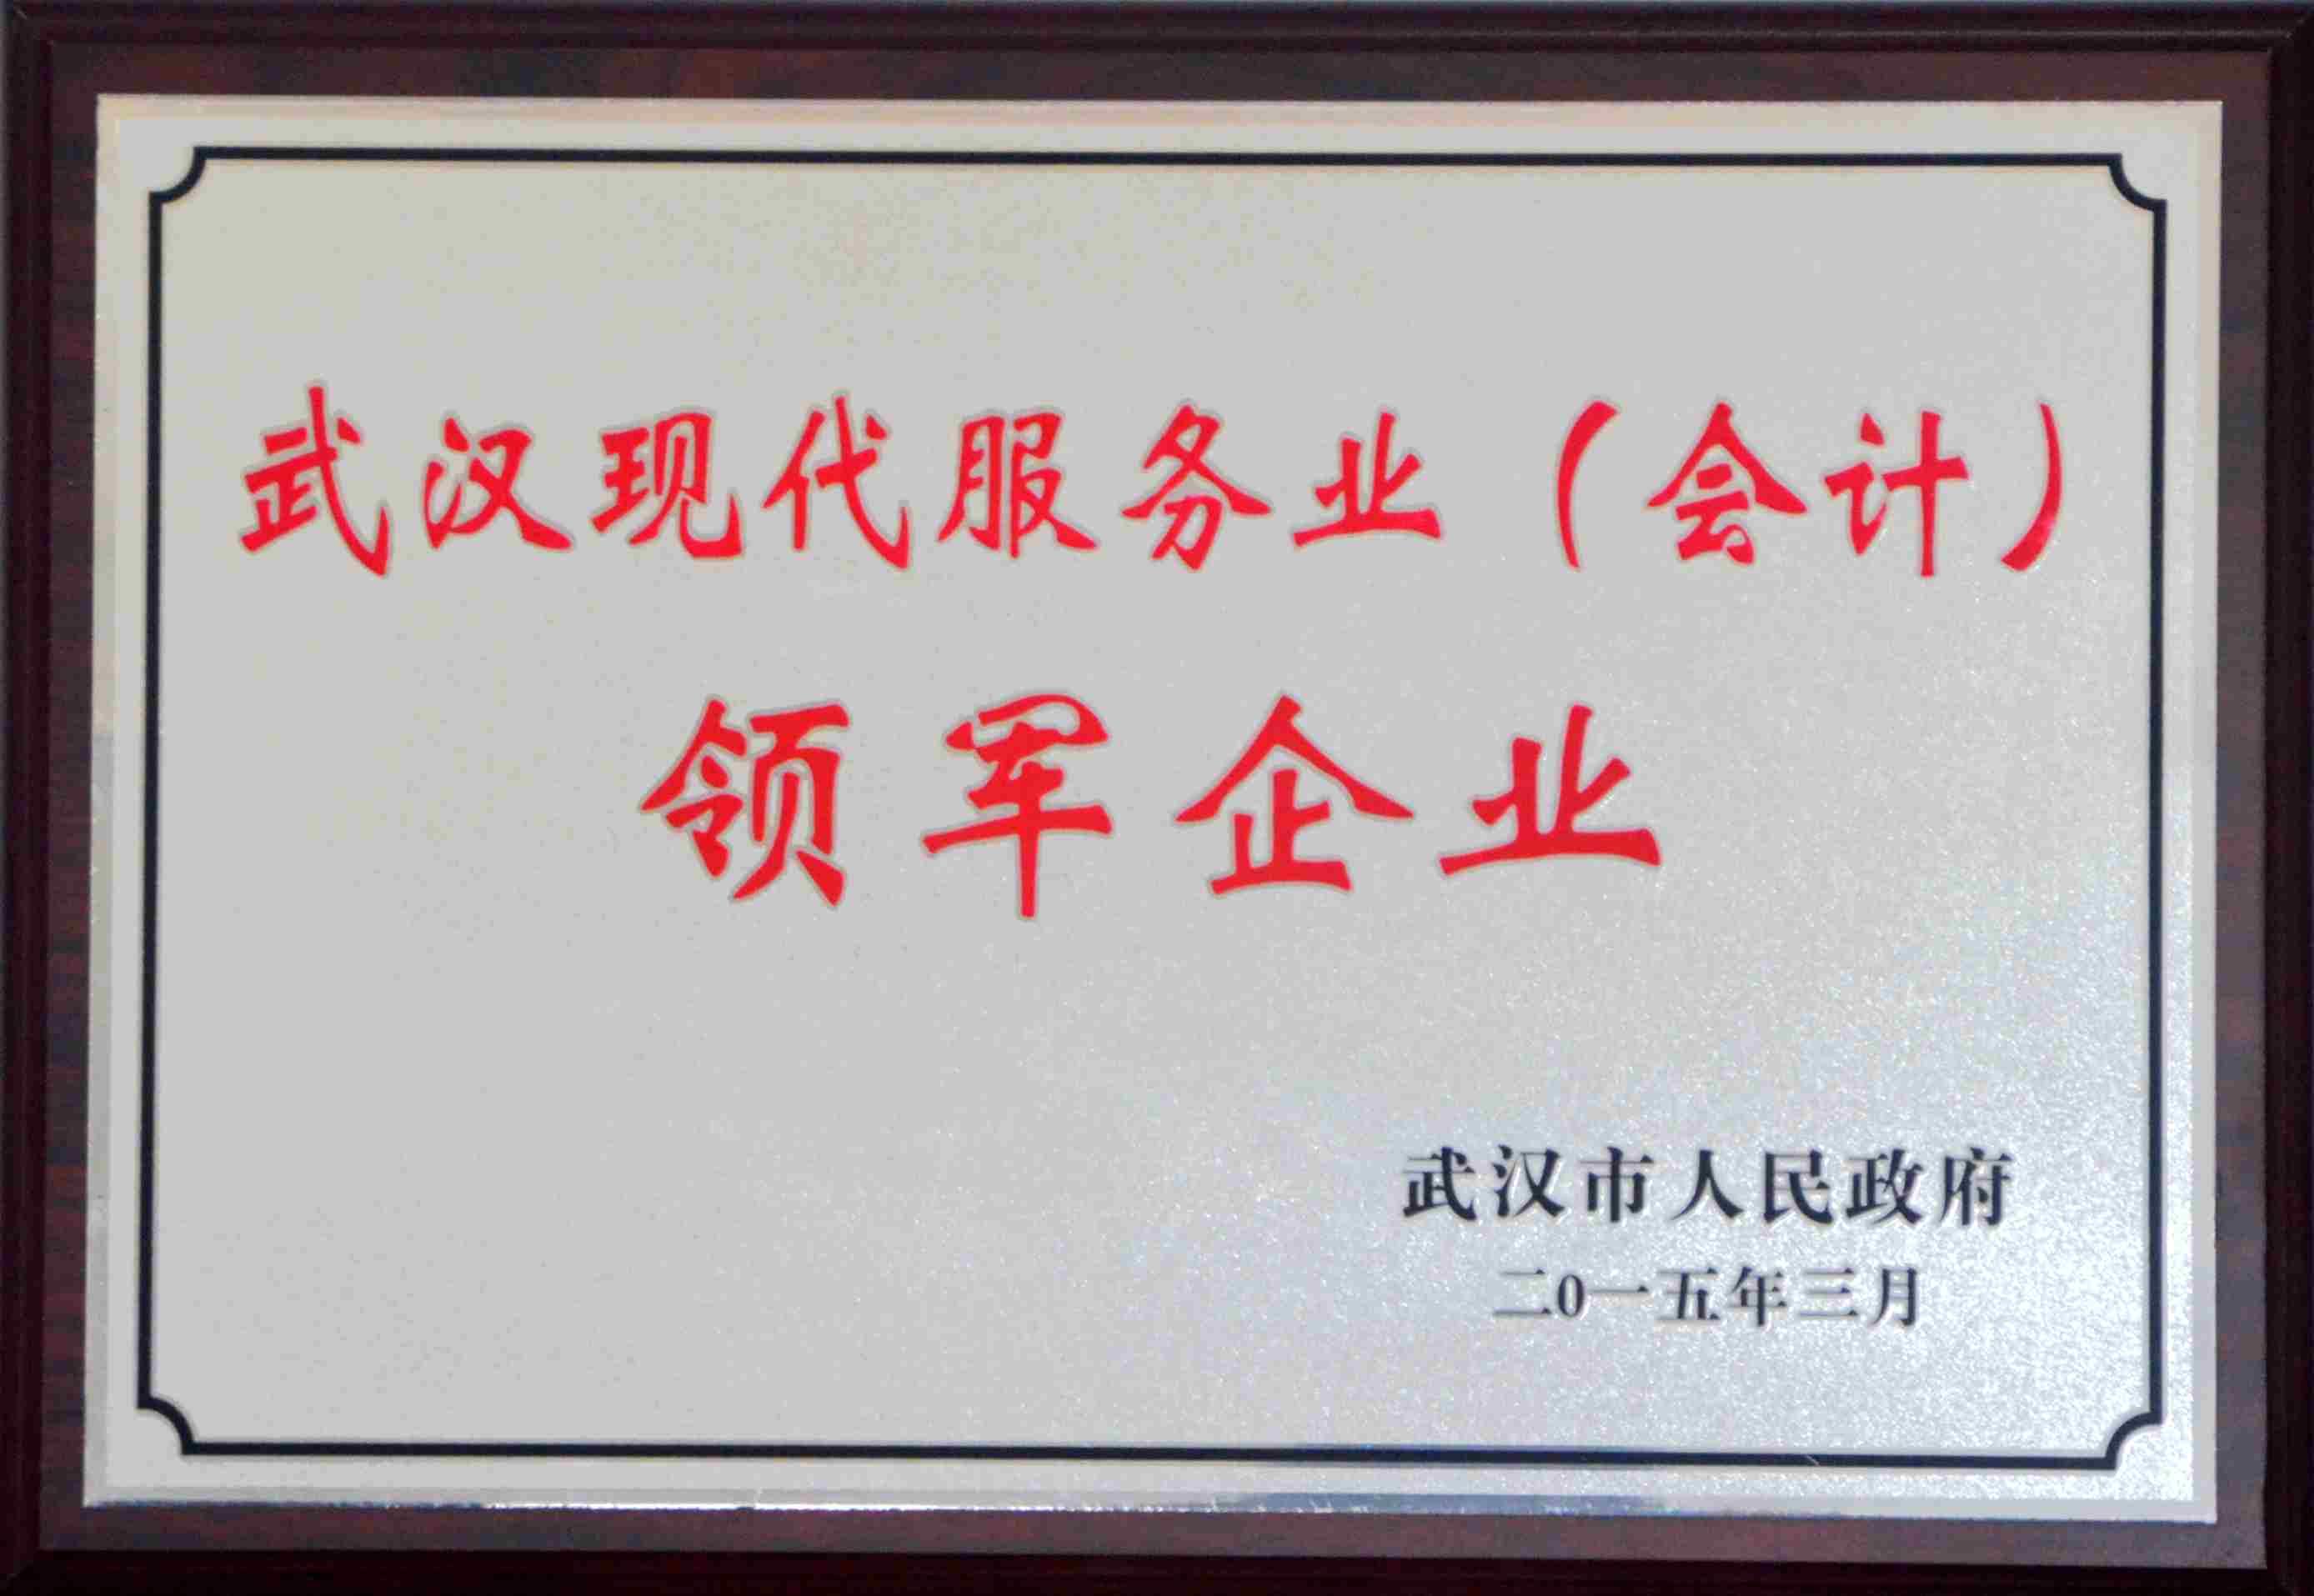 武汉现代服务业（会计）
领军企业
武汉市人民政府
二0一五年三月